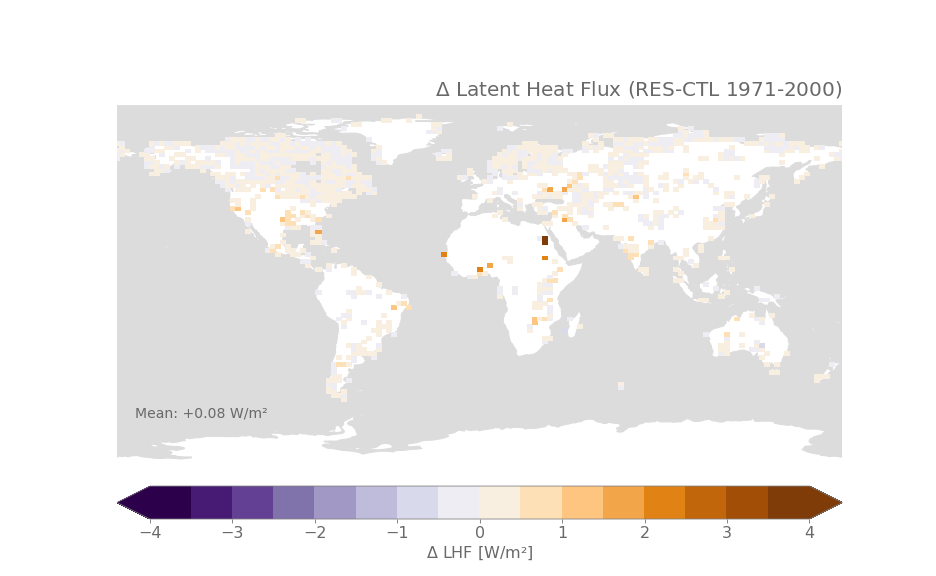 Δ Latent Heat Flux (RES-CTL 1971-2000)
Mean: +0.08 W/m²
−4 −3 −2 −1 0 1 2 3 4
Δ LHF [W/m²]